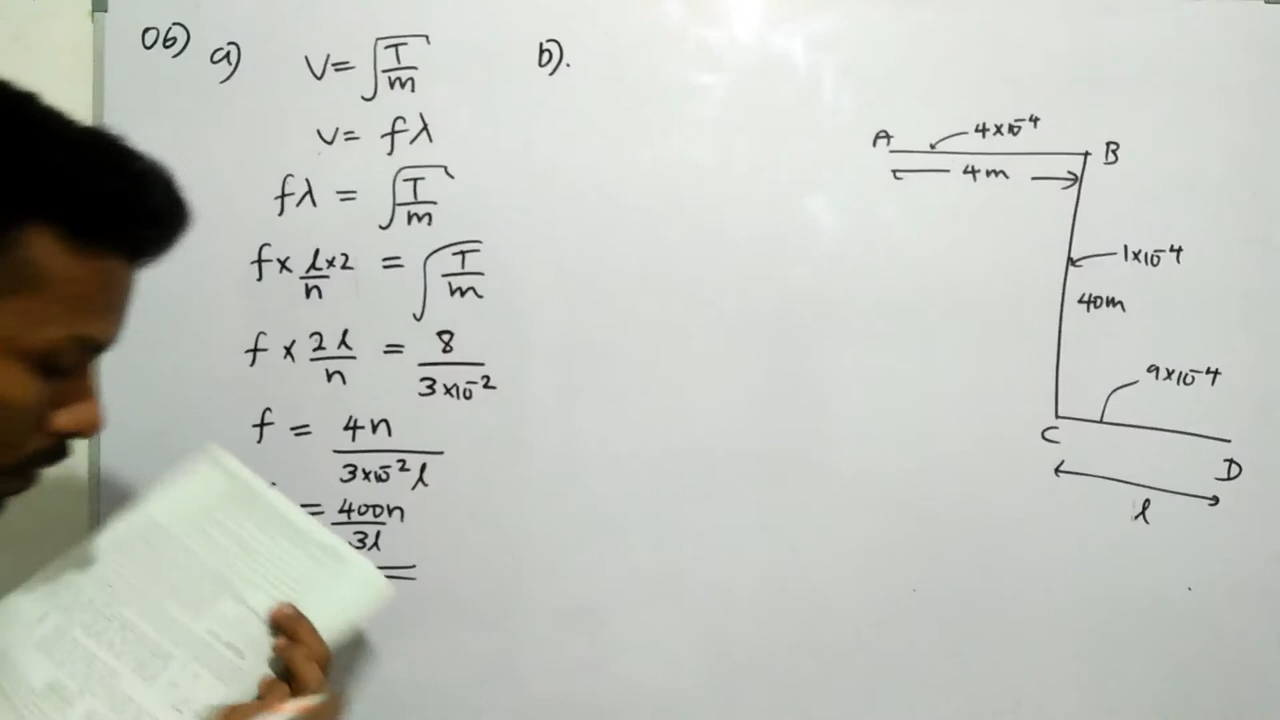 06) a) b).
v = √(T/m)
v = fλ
fλ = √(T/m)
f × (l×2)/n = √(T/m)
f × 2l/n = 8/(3×10⁻²)
f = 4n/(3×10⁻² l)
= 400n/3l
A 4×10⁻⁴ B
4m
1×10⁻⁴
40m
9×10⁻⁴
C D
l